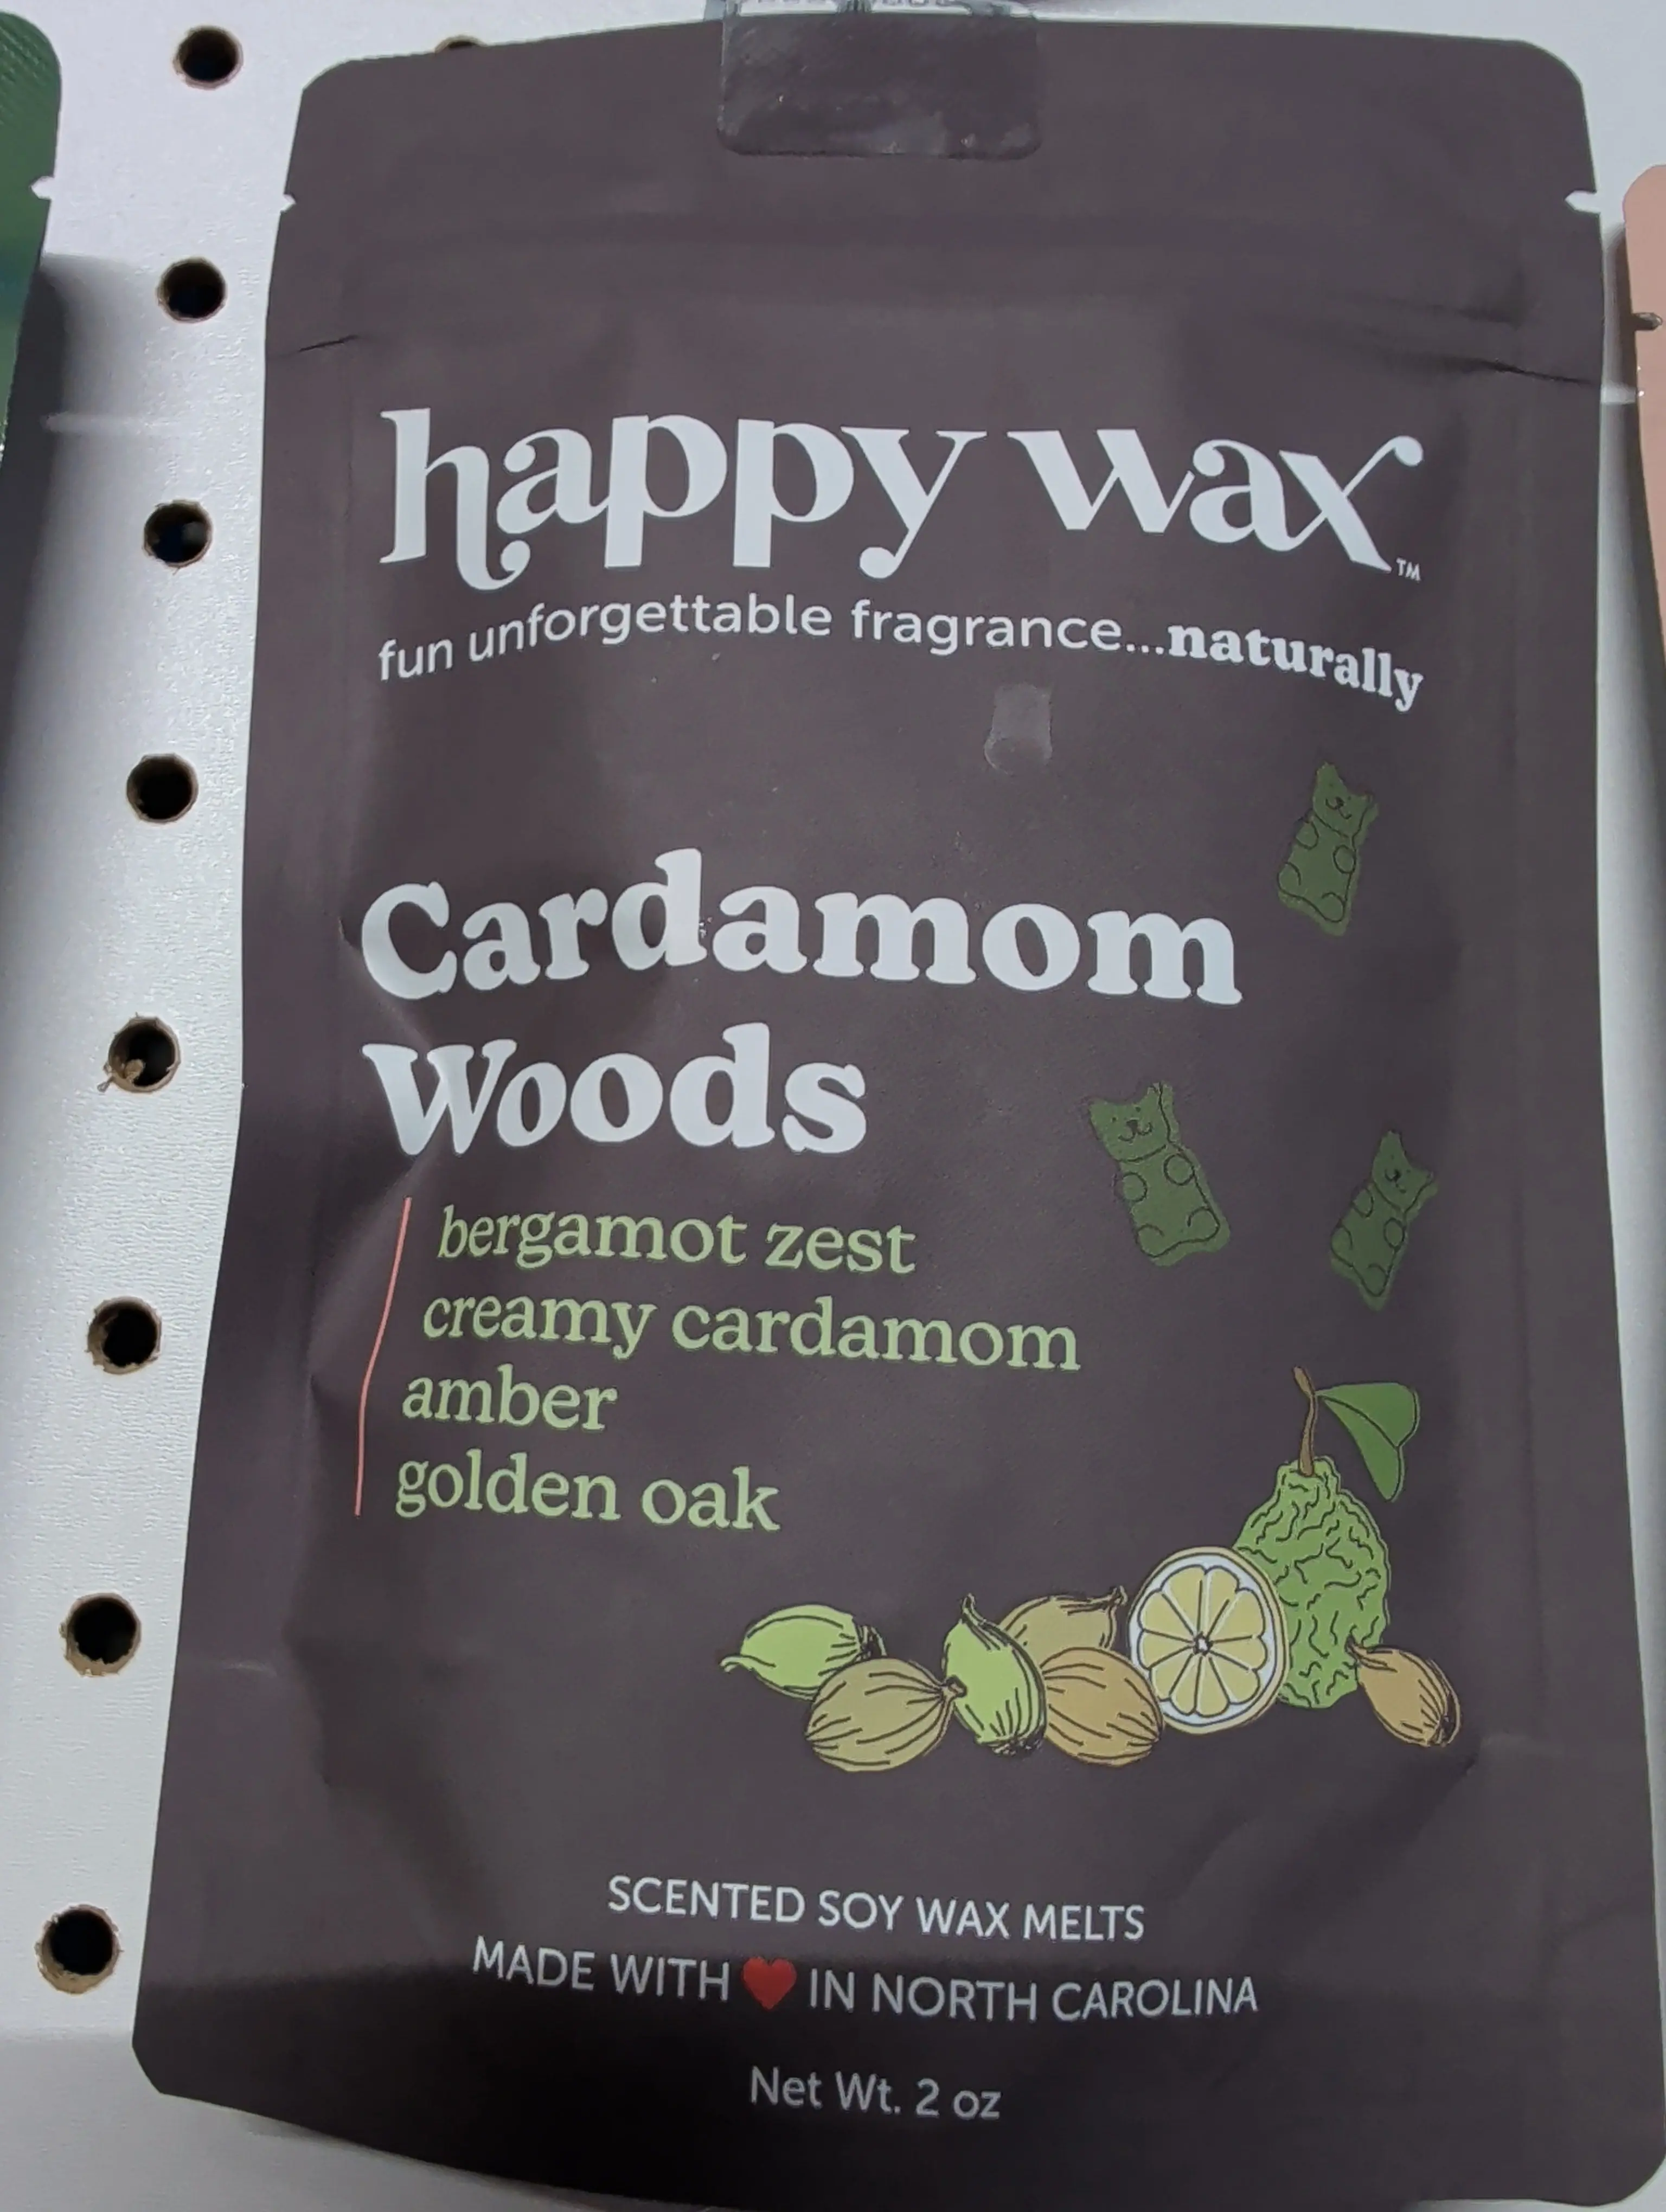 happy wax™
fun unforgettable fragrance...naturally
Cardamom
Woods
bergamot zest
creamy cardamom
amber
golden oak
SCENTED SOY WAX MELTS
MADE WITH ❤ IN NORTH CAROLINA
Net Wt. 2 oz